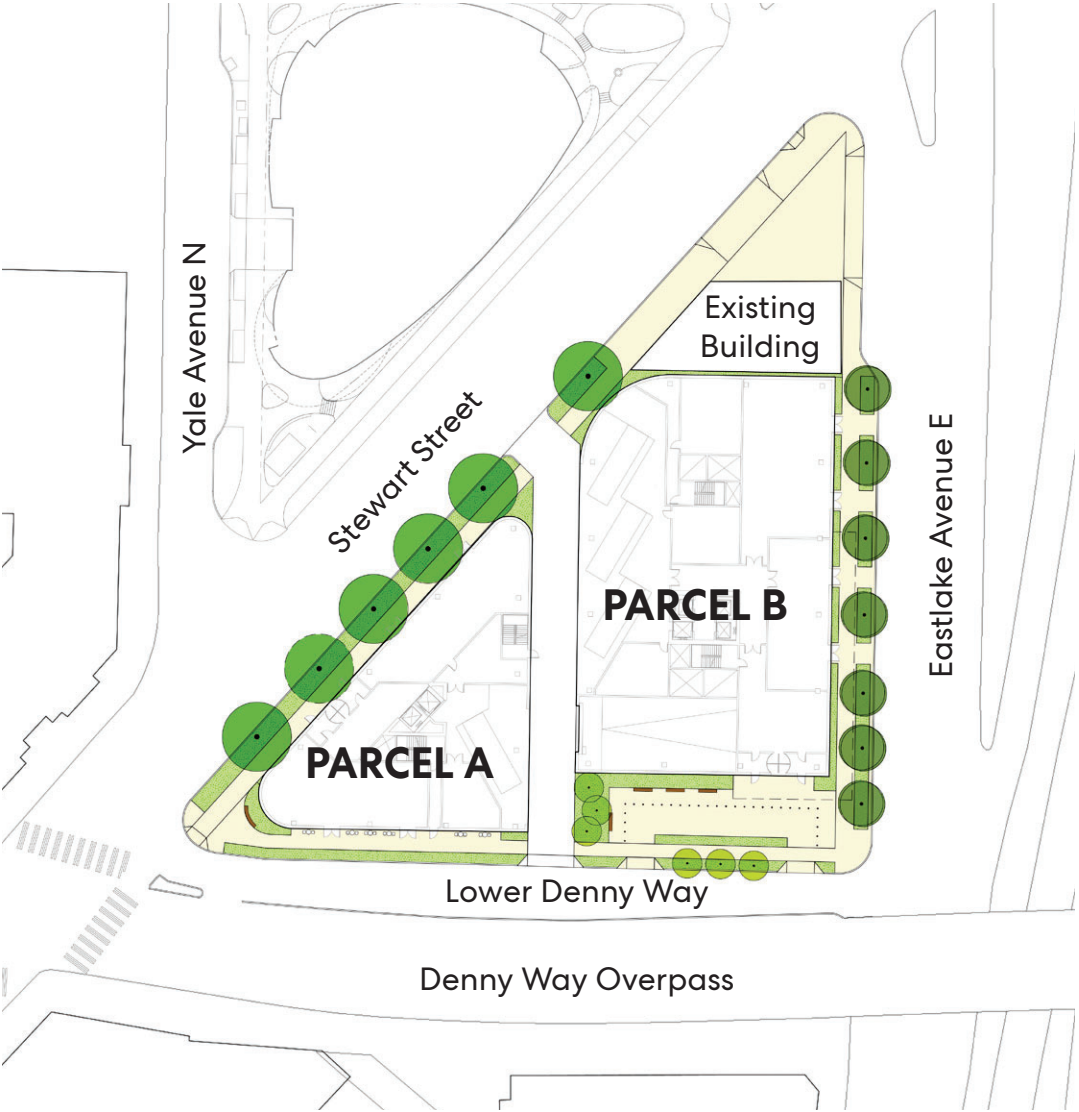 Yale Avenue N
Existing
Building
Stewart Street
Eastlake Avenue E
PARCEL B
PARCEL A
Lower Denny Way
Denny Way Overpass